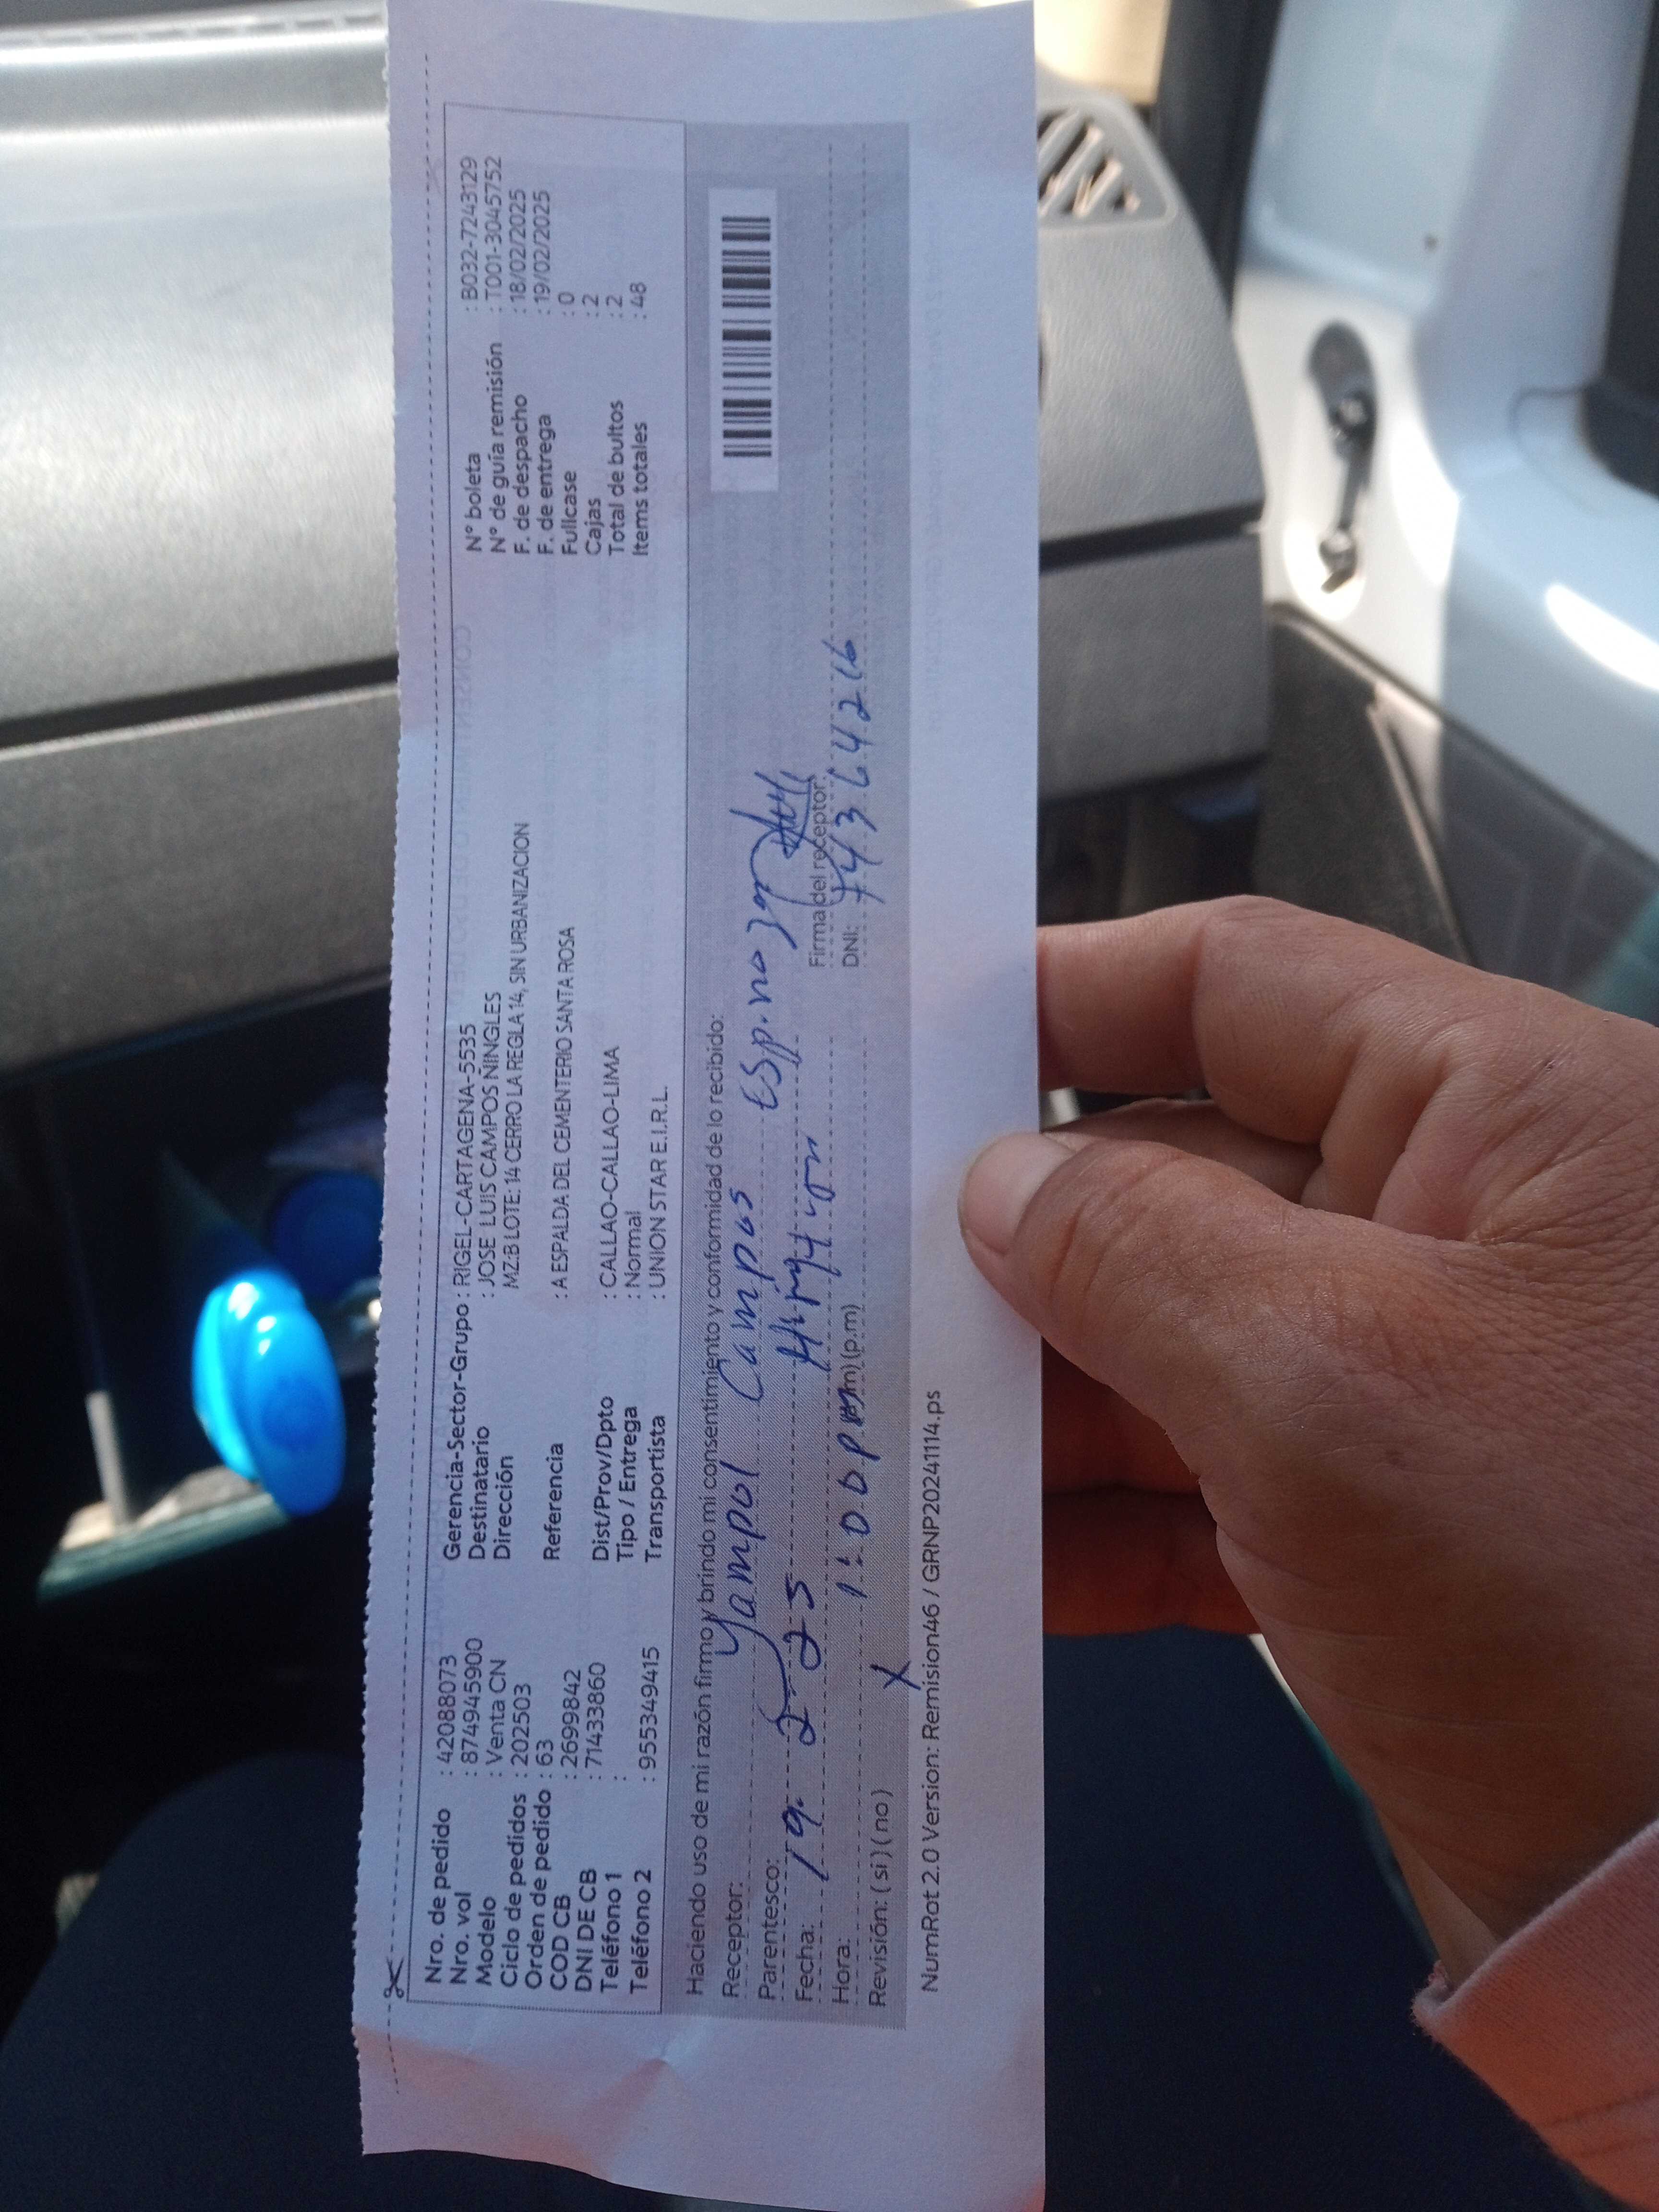 Nro. de pedido : 42088073
Nro. vol : 8749459​00
Modelo : Venta CN
Ciclo de pedidos : 202503
Orden de pedido : 63
COD CB : 2699842
DNI DE CB : 71433860
Teléfono 1 :
Teléfono 2 : 955349415
Gerencia-Sector-Grupo : RIGEL-CARTAGENA-5535
Destinatario : JOSE LUIS CAMPOS NINGLES
Dirección MZ:B LOTE: 14 CERRO LA REGLA 14, SIN URBANIZACION
Referencia : A ESPALDA DEL CEMENTERIO SANTA ROSA
Dist/Prov/Dpto : CALLAO-CALLAO-LIMA
Tipo / Entrega : Normal
Transportista : UNION STAR E.I.R.L.
N° boleta : B032-7243129
N° de guía remisión : T001-3045752
F. de despacho : 18/02/2025
F. de entrega : 19/02/2025
Fullcase : 0
Cajas : 2
Total de bultos : 2
Items totales : 48
Haciendo uso de mi razón firmo y brindo mi consentimiento y conformidad de lo recibido:
Receptor: Yampol Campos
Parentesco:
Fecha: 19. 2. 25
Firma del receptor:
Hora: 1:00 pm (p.m)
DNI: 74364216
Revisión: ( si ) ( no ) X
NumRot 2.0 Version: Remision46 / GRNP20241114.ps